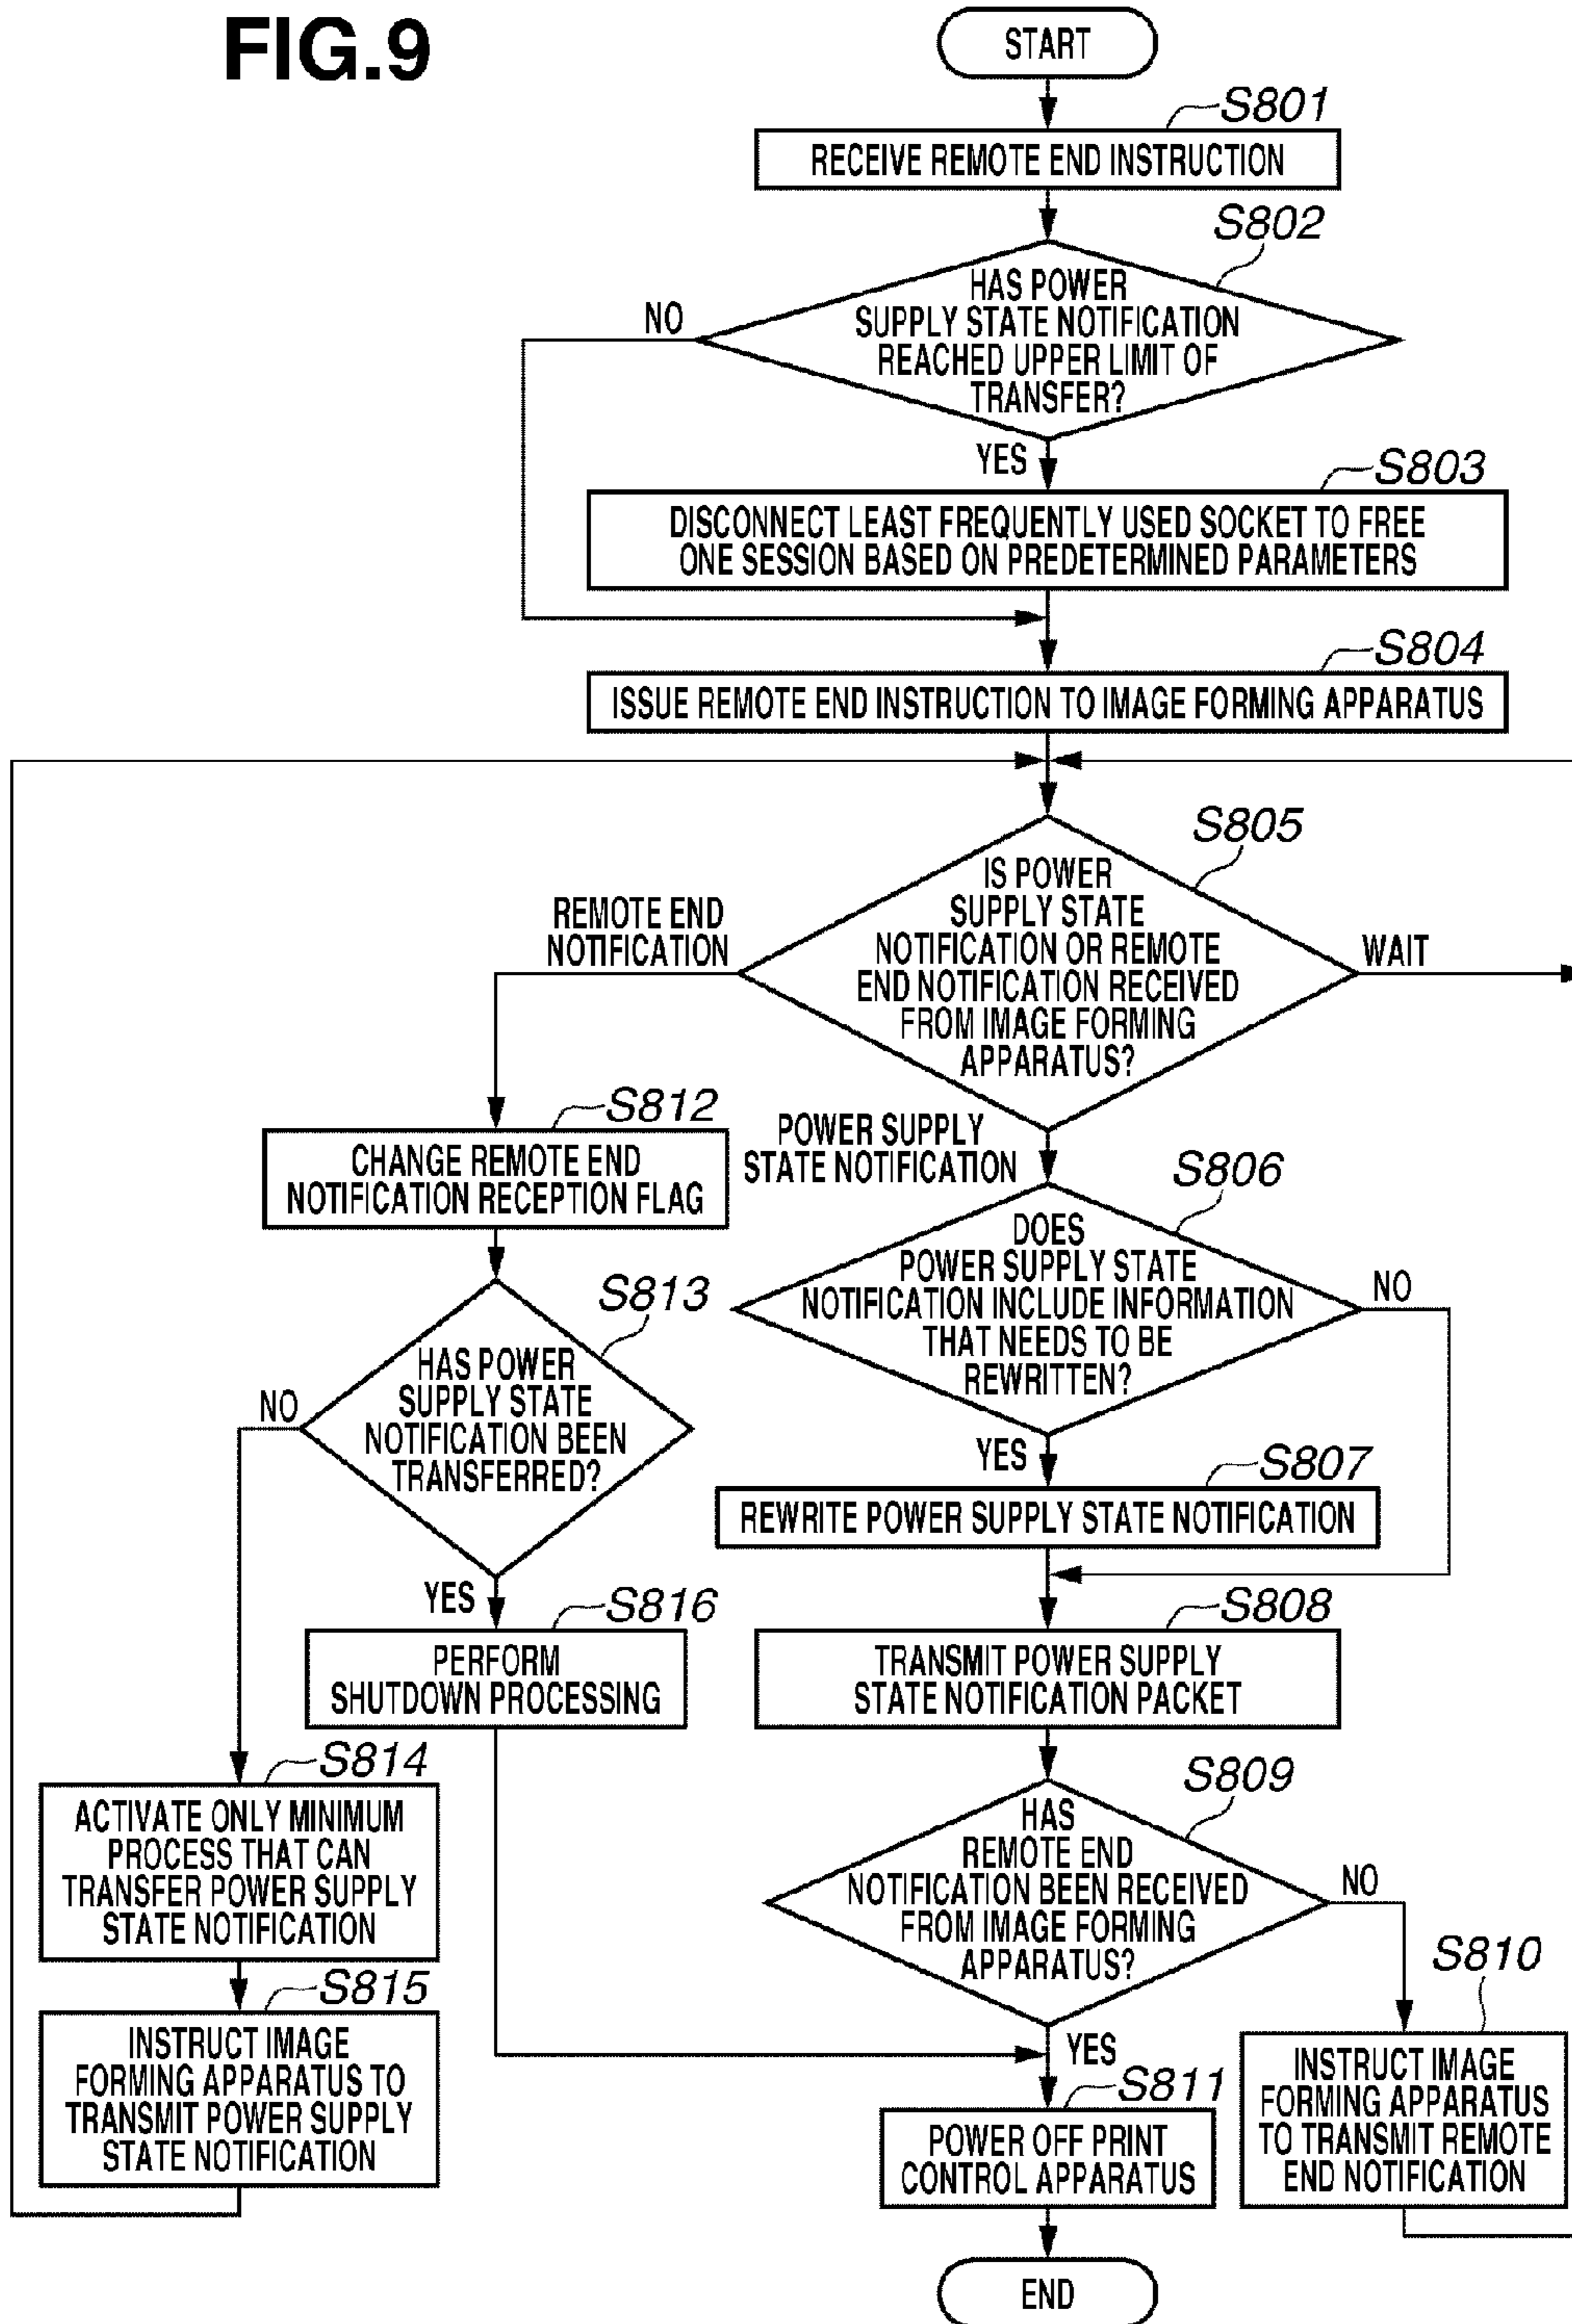 FIG.9
START
S801
RECEIVE REMOTE END INSTRUCTION
S802
HAS POWER
SUPPLY STATE NOTIFICATION
REACHED UPPER LIMIT OF
TRANSFER?
NO
YES
S803
DISCONNECT LEAST FREQUENTLY USED SOCKET TO FREE
ONE SESSION BASED ON PREDETERMINED PARAMETERS
S804
ISSUE REMOTE END INSTRUCTION TO IMAGE FORMING APPARATUS
S805
IS POWER
SUPPLY STATE
NOTIFICATION OR REMOTE
END NOTIFICATION RECEIVED
FROM IMAGE FORMING
APPARATUS?
REMOTE END
NOTIFICATION
WAIT
POWER SUPPLY
STATE NOTIFICATION
S812
CHANGE REMOTE END
NOTIFICATION RECEPTION FLAG
S806
DOES
POWER SUPPLY STATE
NOTIFICATION INCLUDE INFORMATION
THAT NEEDS TO BE
REWRITTEN?
NO
YES
S813
HAS POWER
SUPPLY STATE
NOTIFICATION BEEN
TRANSFERRED?
NO
YES
S807
REWRITE POWER SUPPLY STATE NOTIFICATION
S816
PERFORM
SHUTDOWN PROCESSING
S808
TRANSMIT POWER SUPPLY
STATE NOTIFICATION PACKET
S814
ACTIVATE ONLY MINIMUM
PROCESS THAT CAN
TRANSFER POWER SUPPLY
STATE NOTIFICATION
S809
HAS
REMOTE END
NOTIFICATION BEEN RECEIVED
FROM IMAGE FORMING
APPARATUS?
NO
YES
S815
INSTRUCT IMAGE
FORMING APPARATUS TO
TRANSMIT POWER SUPPLY
STATE NOTIFICATION
S810
INSTRUCT IMAGE
FORMING APPARATUS
TO TRANSMIT REMOTE
END NOTIFICATION
S811
POWER OFF PRINT
CONTROL APPARATUS
END